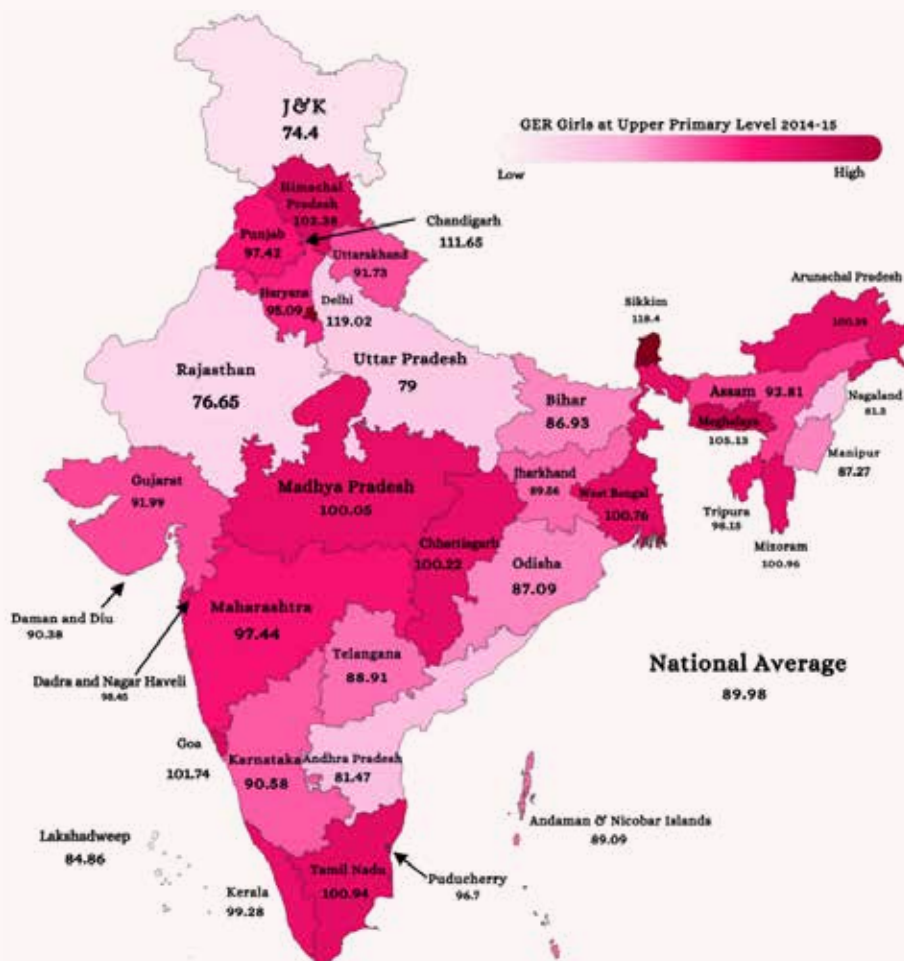 GER Girls at Upper Primary Level 2014-15
Low
High
J&K
74.4
Himachal
Pradesh
Punjab
97.42
Chandigarh
111.65
Uttarakhand
91.73
Haryana
95.09
Delhi
119.02
Rajasthan
76.65
Uttar Pradesh
79
Bihar
86.93
Sikkim
118.4
Arunachal Pradesh
Assam 93.81
Nagaland
Meghalaya
105.13
Manipur
87.27
Tripura
98.15
Mizoram
100.96
Gujarat
91.99
Madhya Pradesh
100.05
Jharkhand
89.56
West Bengal
100.76
Chhattisgarh
100.22
Odisha
87.09
Daman and Diu
90.38
Maharashtra
97.44
Dadra and Nagar Haveli
98.45
Telangana
88.91
National Average
89.98
Goa
101.74
Karnataka
90.58
Andhra Pradesh
81.47
Andaman & Nicobar Islands
89.09
Lakshadweep
84.86
Kerala
99.28
Tamil Nadu
100.94
Puducherry
96.7